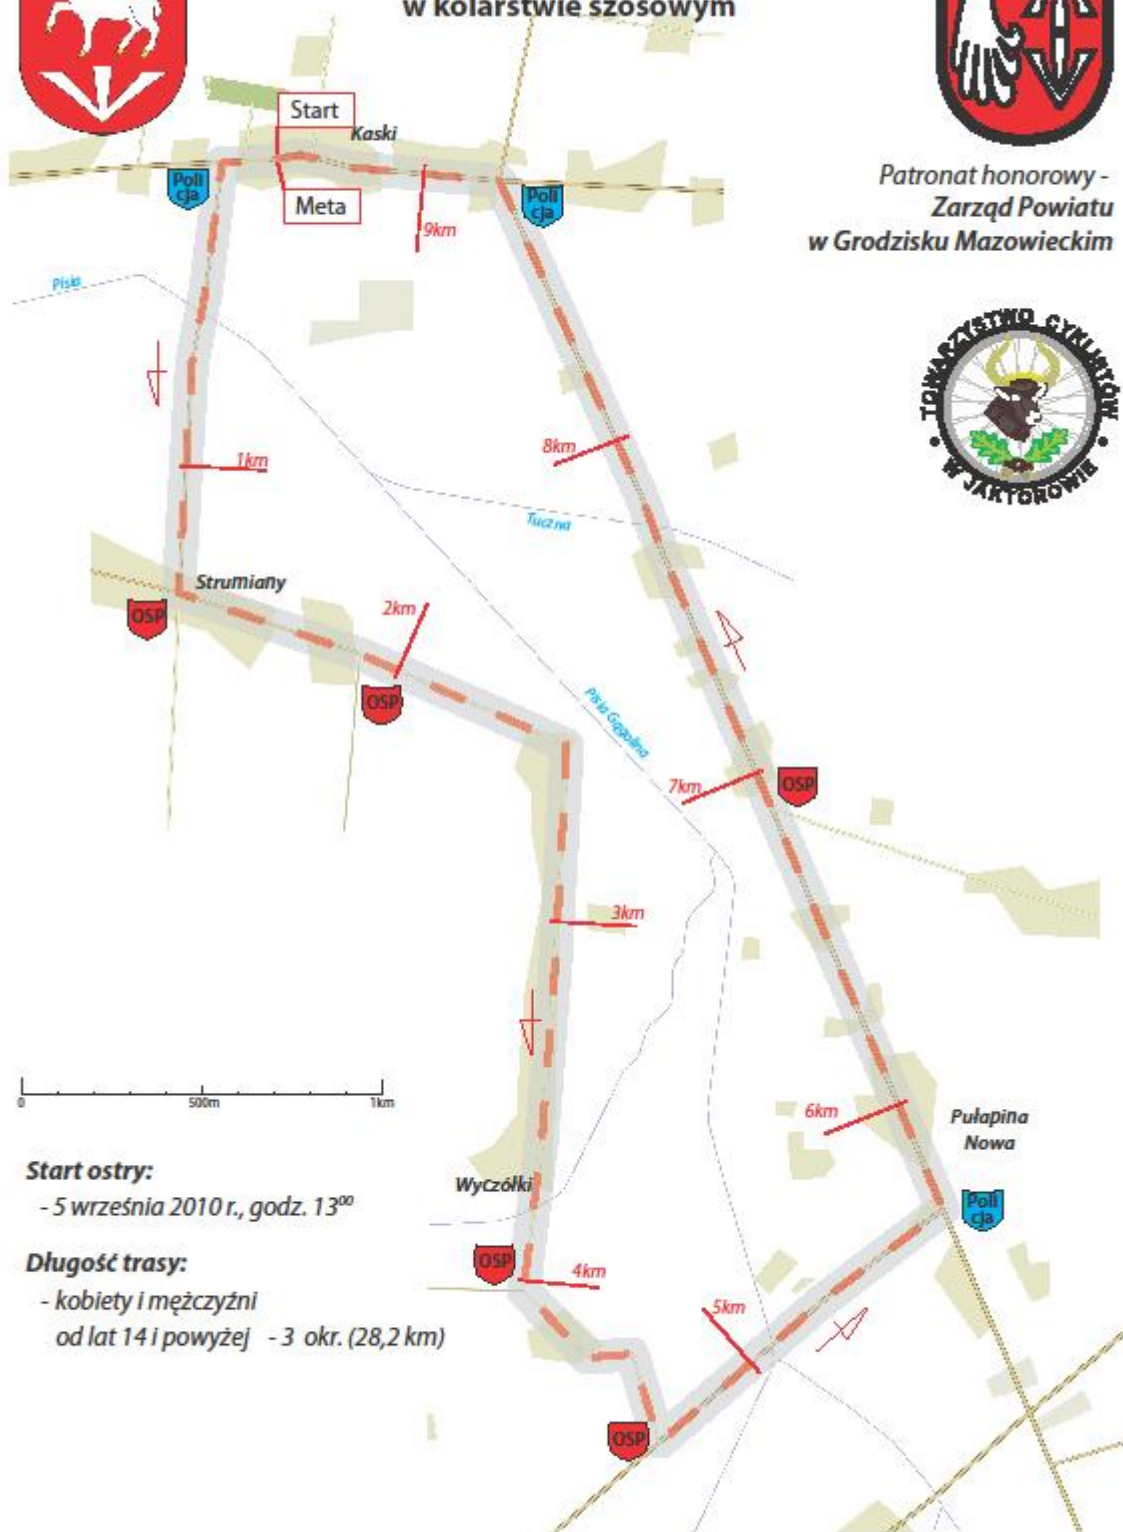 w kolarstwie szosowym
Start
Kaski
Poli
cja
Meta
Poli
cja
9km
Patronat honorowy -
Zarząd Powiatu
w Grodzisku Mazowieckim
Pisia
TOWARZYSTWO CYKLISTÓW
W JAKTOROWIE
8km
1km
Tuczna
Strumiany
2km
OSP
OSP
Pisia Gągolina
7km
OSP
3km
0
500m
1km
6km
Pułapina
Nowa
Start ostry:
- 5 września 2010 r., godz. 13⁰⁰
Wyczółki
Poli
cja
Długość trasy:
OSP
4km
- kobiety i mężczyźni
5km
od lat 14 i powyżej - 3 okr. (28,2 km)
OSP